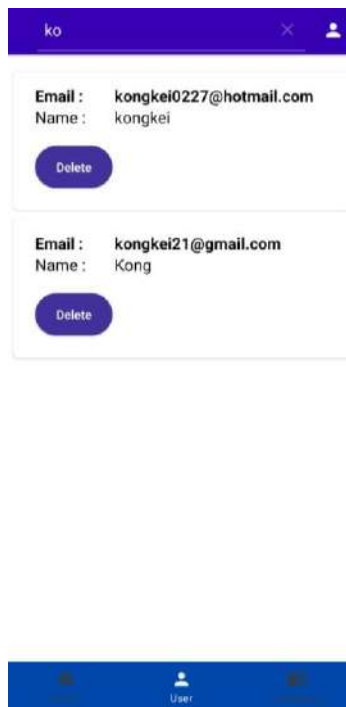 ko
Email : kongkei0227@hotmail.com
Name : kongkei
Delete
Email : kongkei21@gmail.com
Name : Kong
Delete
User